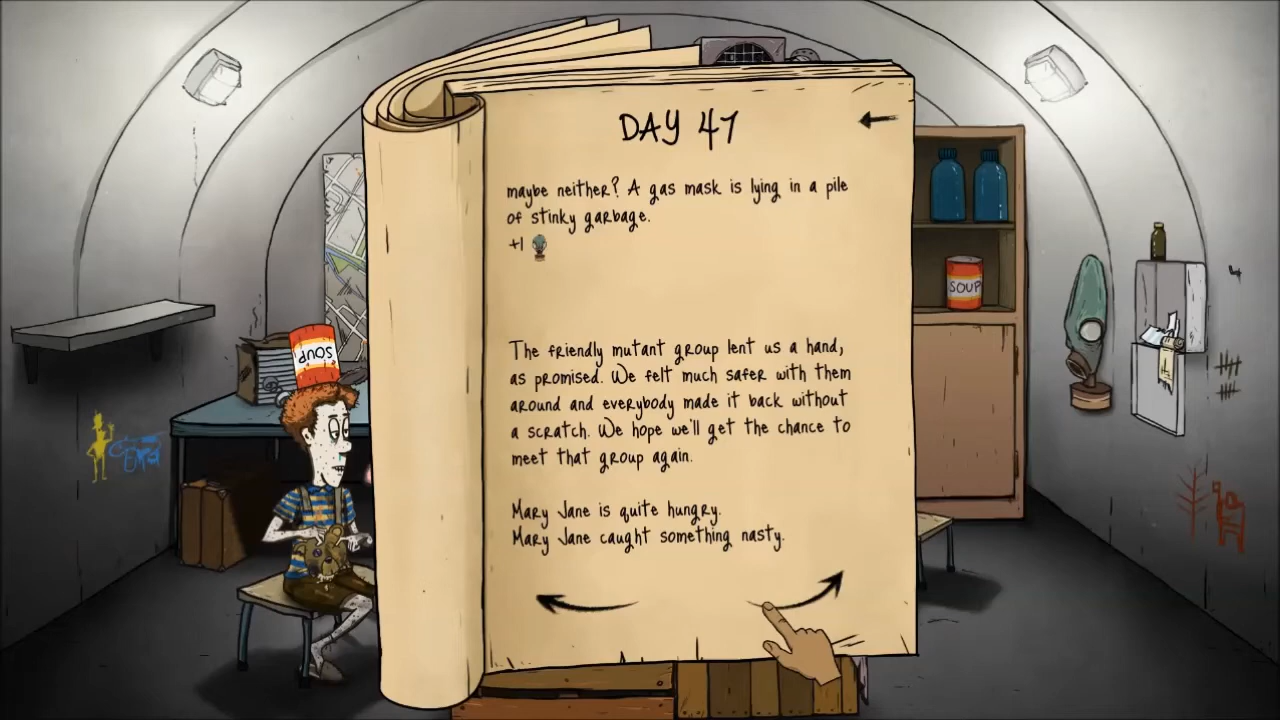 DAY 47
maybe neither? A gas mask is lying in a pile
of stinky garbage.
+1
The friendly mutant group lent us a hand,
as promised. We felt much safer with them
around and everybody made it back without
a scratch. We hope we'll get the chance to
meet that group again.
Mary Jane is quite hungry.
Mary Jane caught something nasty.
SOUP
SOUP